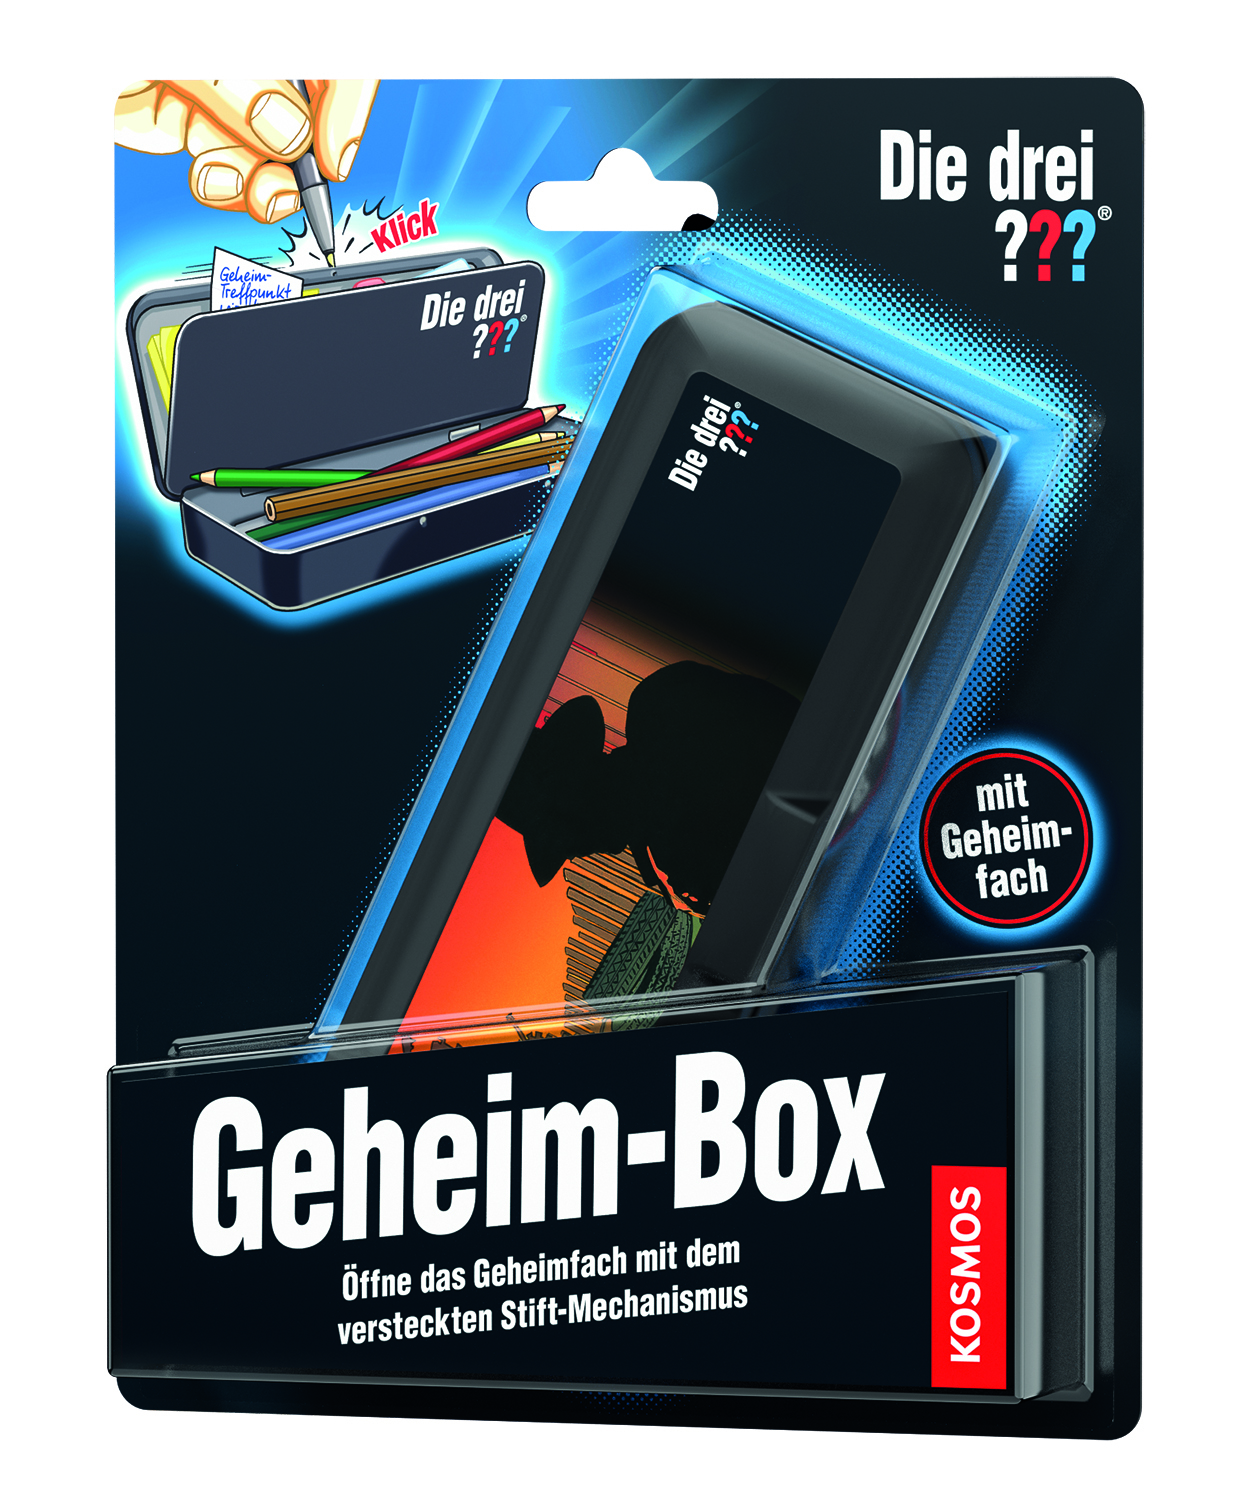 Die drei
???®
Klick
Geheim-
Treffpunkt
Die drei
???®
Die drei
???®
mit
Geheim-
fach
Geheim-Box
Öffne das Geheimfach mit dem
versteckten Stift-Mechanismus
KOSMOS